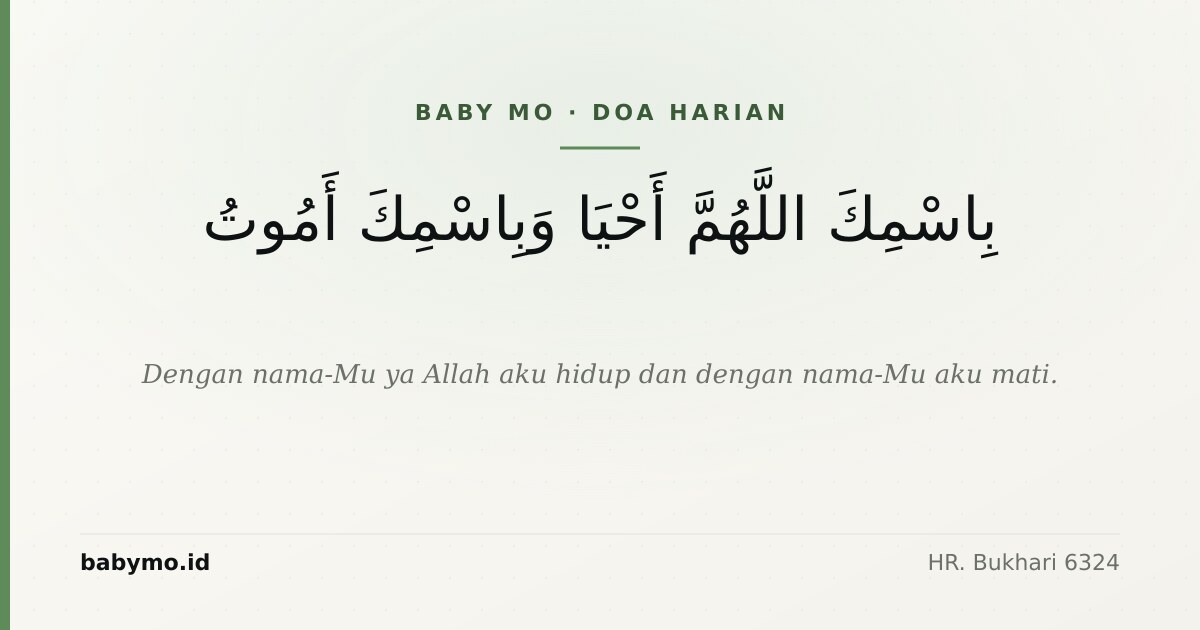 BABY MO · DOA HARIAN
بِاسْمِكَ اللَّهُمَّ أَحْيَا وَبِاسْمِكَ أَمُوتُ
Dengan nama-Mu ya Allah aku hidup dan dengan nama-Mu aku mati.
babymo.id
HR. Bukhari 6324